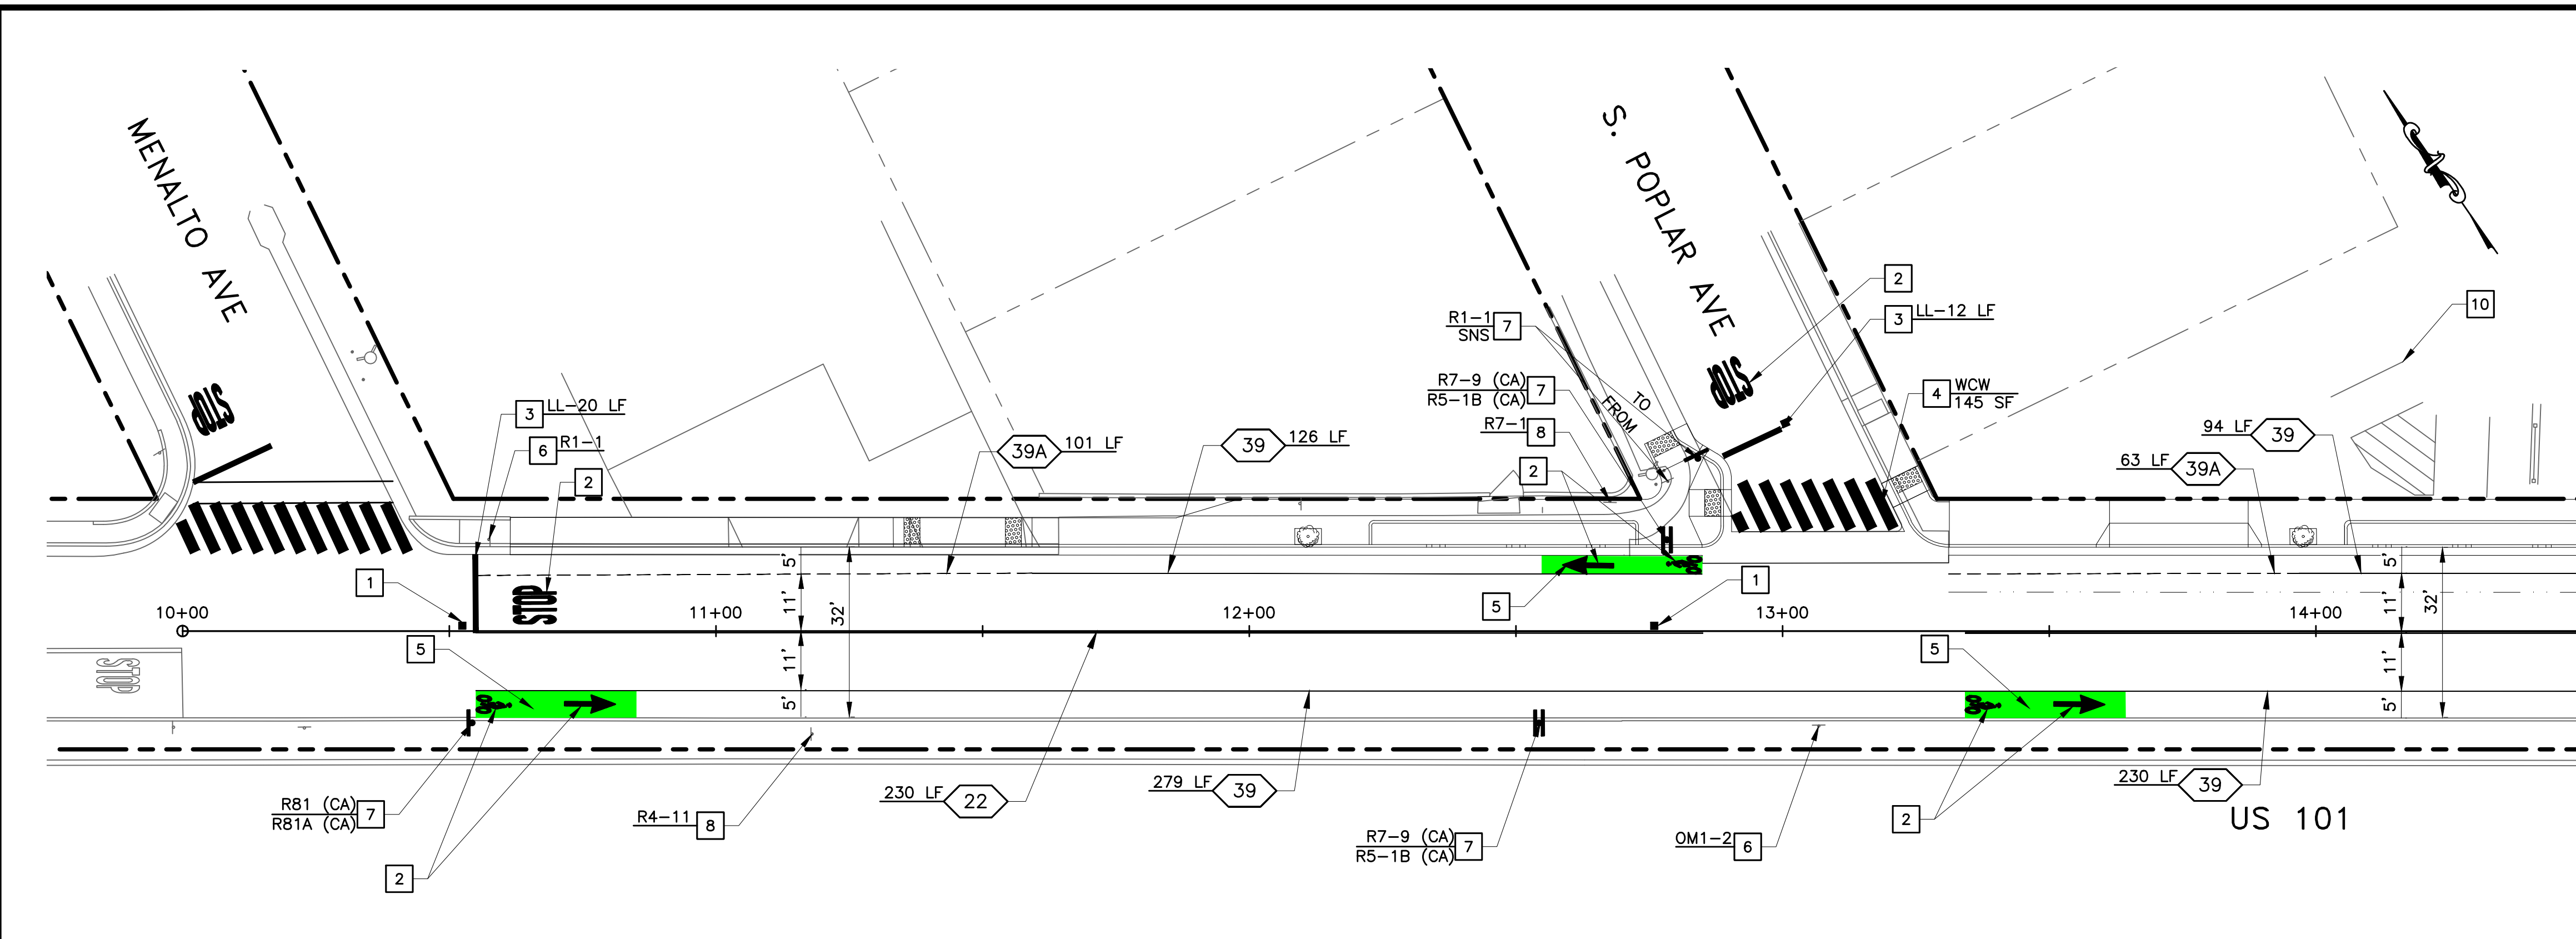 MENALTO AVE
S. POPLAR AVE
2
10
R1-1
SNS 7
3 LL-12 LF
STOP
R7-9 (CA)
R5-1B (CA) 7
TO
FROM
STOP
4 WCW
145 SF
3 LL-20 LF
R7-1 8
94 LF 39
6 R1-1
39A 101 LF
39 126 LF
2
2
63 LF 39A
5'
5'
1
STOP
11'
32'
5
1
11'
32'
10+00
11+00
12+00
13+00
14+00
5
11'
5
11'
STOP
5'
5'
R81 (CA)
R81A (CA) 7
R4-11 8
230 LF 22
279 LF 39
R7-9 (CA)
R5-1B (CA) 7
OM1-2 6
2
230 LF 39
US 101
2